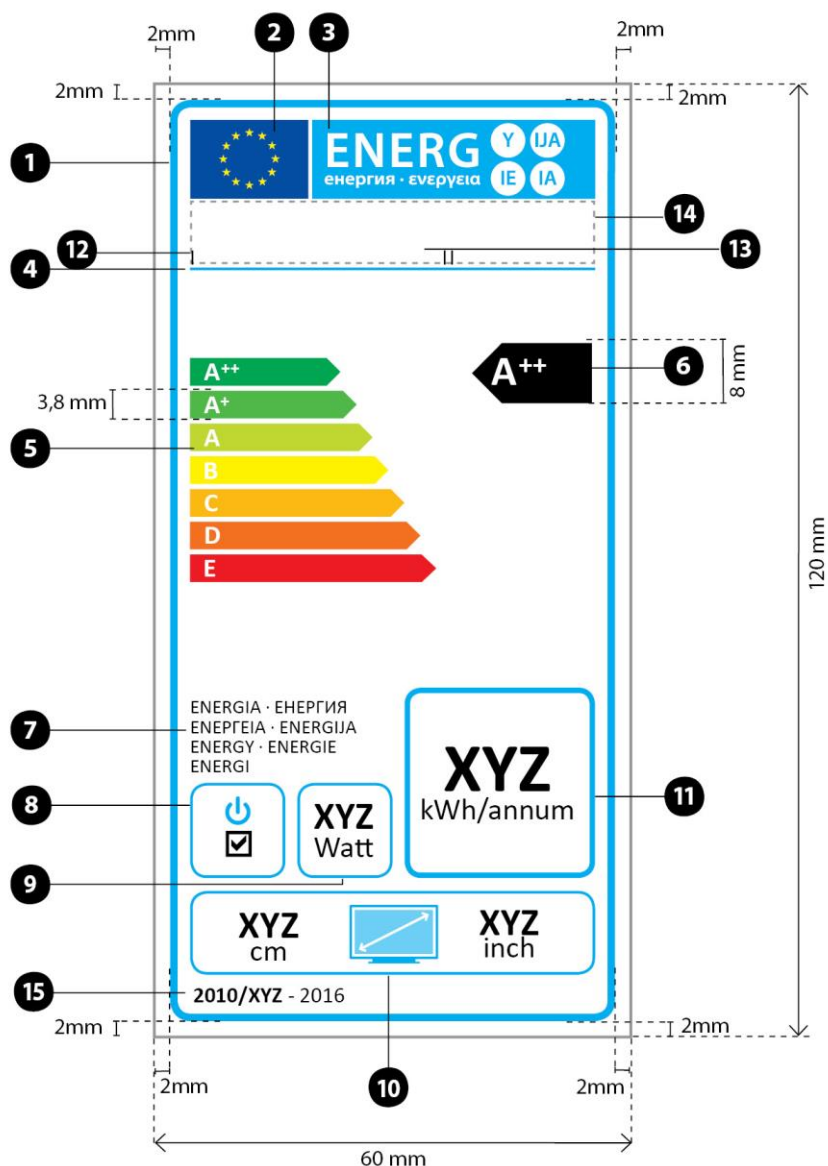 2mm 2 3 2mm
2mm 2mm
1
ENERG Y IJA
енергия · ενεργεια IE IA
14
12 I II 13
4
A++ A++ 6 8 mm
3,8 mm A+
5 A
B
C
D
E
120 mm
ENERGIA · ЕНЕРГИЯ
7 ΕΝΕΡΓΕΙΑ · ENERGIJA
ENERGY · ENERGIE
ENERGI
8
XYZ
Watt
XYZ
kWh/annum
11
9
XYZ
cm
XYZ
inch
15 2010/XYZ - 2016
2mm 2mm
2mm 10 2mm
60 mm